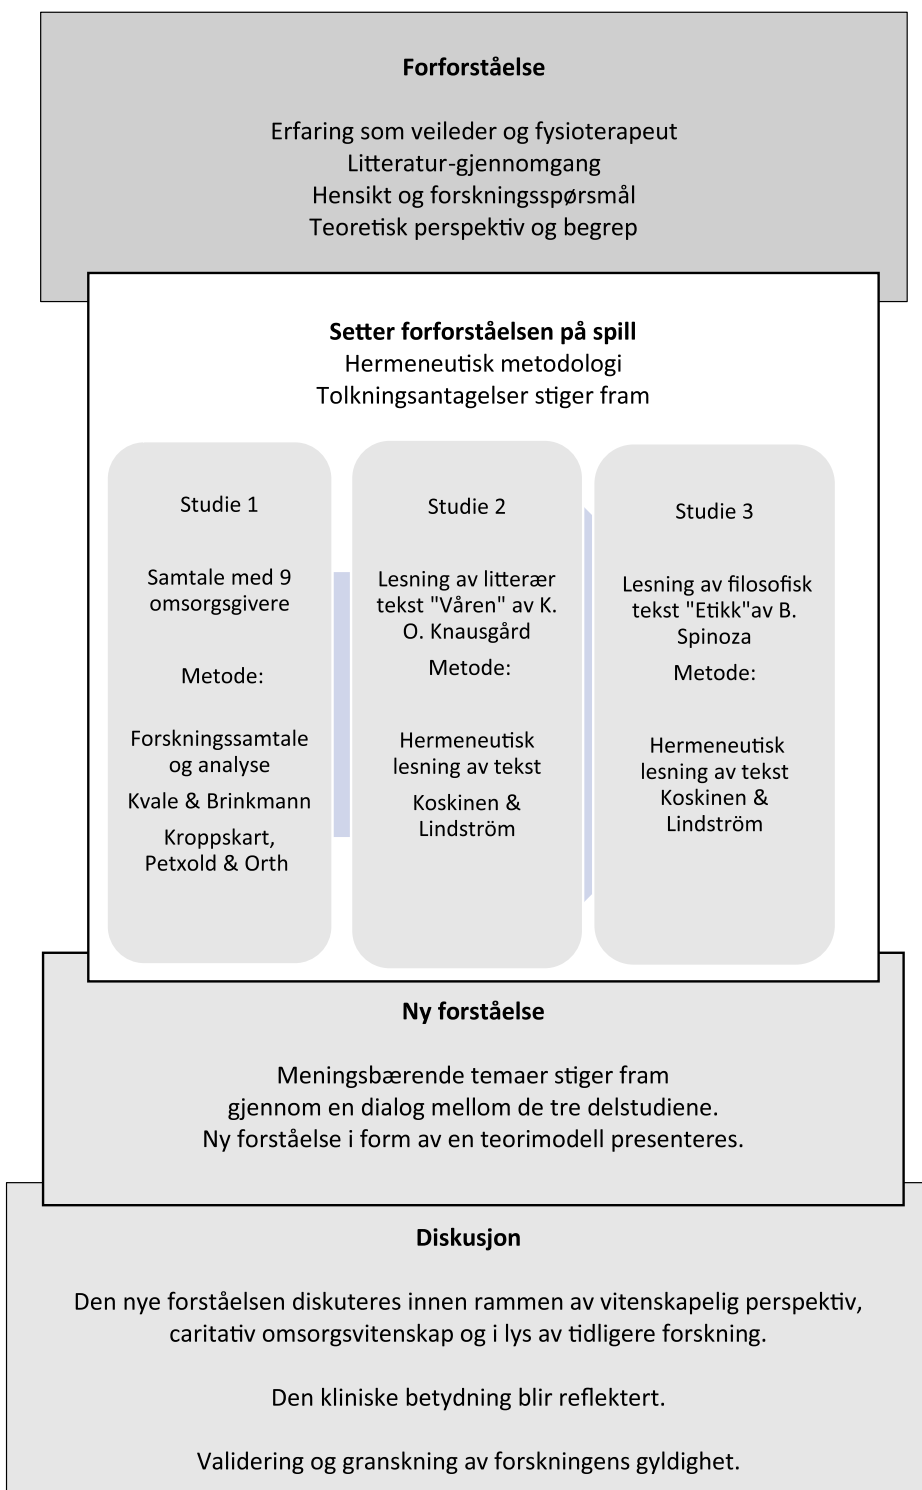 Forforståelse
Erfaring som veileder og fysioterapeut
Litteratur-gjennomgang
Hensikt og forskningsspørsmål
Teoretisk perspektiv og begrep
Setter forforståelsen på spill
Hermeneutisk metodologi
Tolkningsantagelser stiger fram
Studie 1
Samtale med 9
omsorgsgivere
Metode:
Forskningssamtale
og analyse
Kvale & Brinkmann
Kroppskart,
Petxold & Orth
Studie 2
Lesning av litterær
tekst "Våren" av K.
O. Knausgård
Metode:
Hermeneutisk
lesning av tekst
Koskinen &
Lindström
Studie 3
Lesning av filosofisk
tekst "Etikk"av B.
Spinoza
Metode:
Hermeneutisk
lesning av tekst
Koskinen &
Lindström
Ny forståelse
Meningsbærende temaer stiger fram
gjennom en dialog mellom de tre delstudiene.
Ny forståelse i form av en teorimodell presenteres.
Diskusjon
Den nye forståelsen diskuteres innen rammen av vitenskapelig perspektiv,
caritativ omsorgsvitenskap og i lys av tidligere forskning.
Den kliniske betydning blir reflektert.
Validering og granskning av forskningens gyldighet.